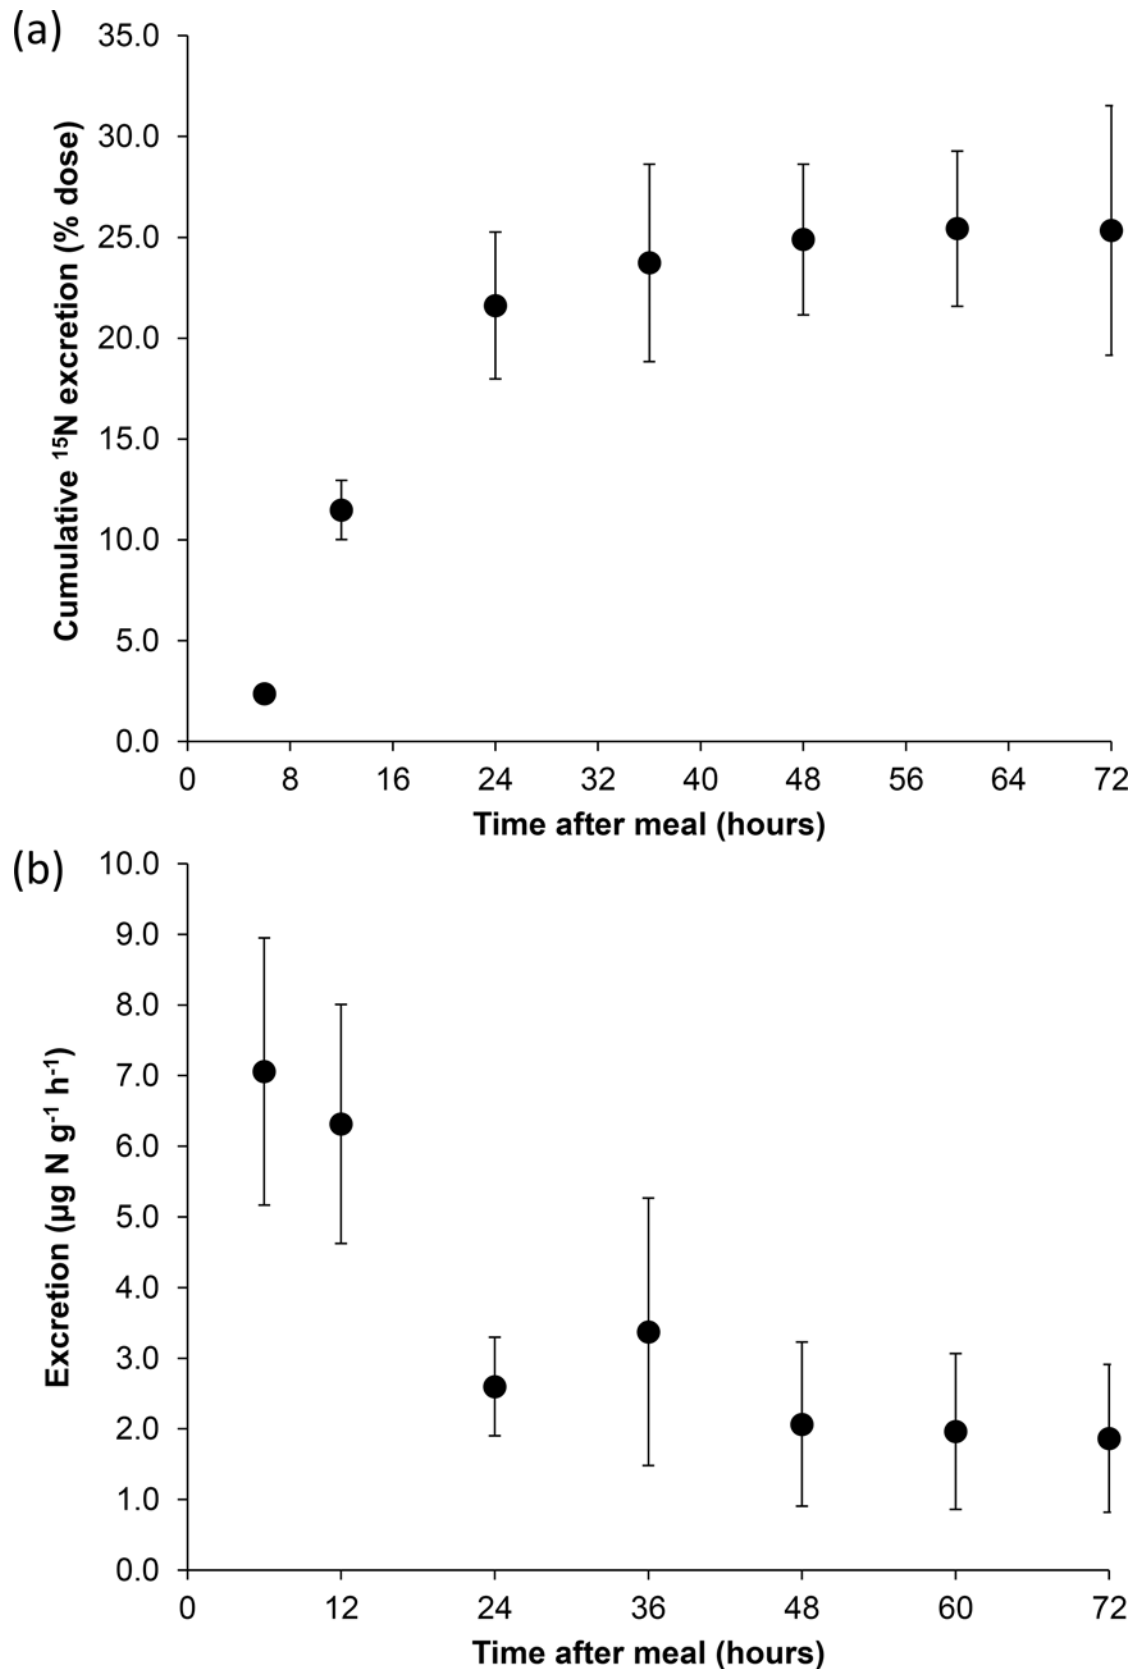 (a)
Cumulative ¹⁵N excretion (% dose)
35.0
30.0
25.0
20.0
15.0
10.0
5.0
0.0
0 8 16 24 32 40 48 56 64 72
Time after meal (hours)
(b)
Excretion (µg N g⁻¹ h⁻¹)
10.0
9.0
8.0
7.0
6.0
5.0
4.0
3.0
2.0
1.0
0.0
0 12 24 36 48 60 72
Time after meal (hours)